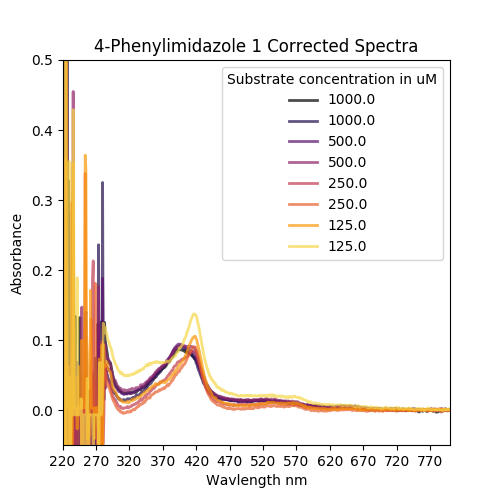 4-Phenylimidazole 1 Corrected Spectra
Substrate concentration in uM
1000.0
1000.0
500.0
500.0
250.0
250.0
125.0
125.0
Absorbance
0.5
0.4
0.3
0.2
0.1
0.0
220 270 320 370 420 470 520 570 620 670 720 770
Wavlength nm